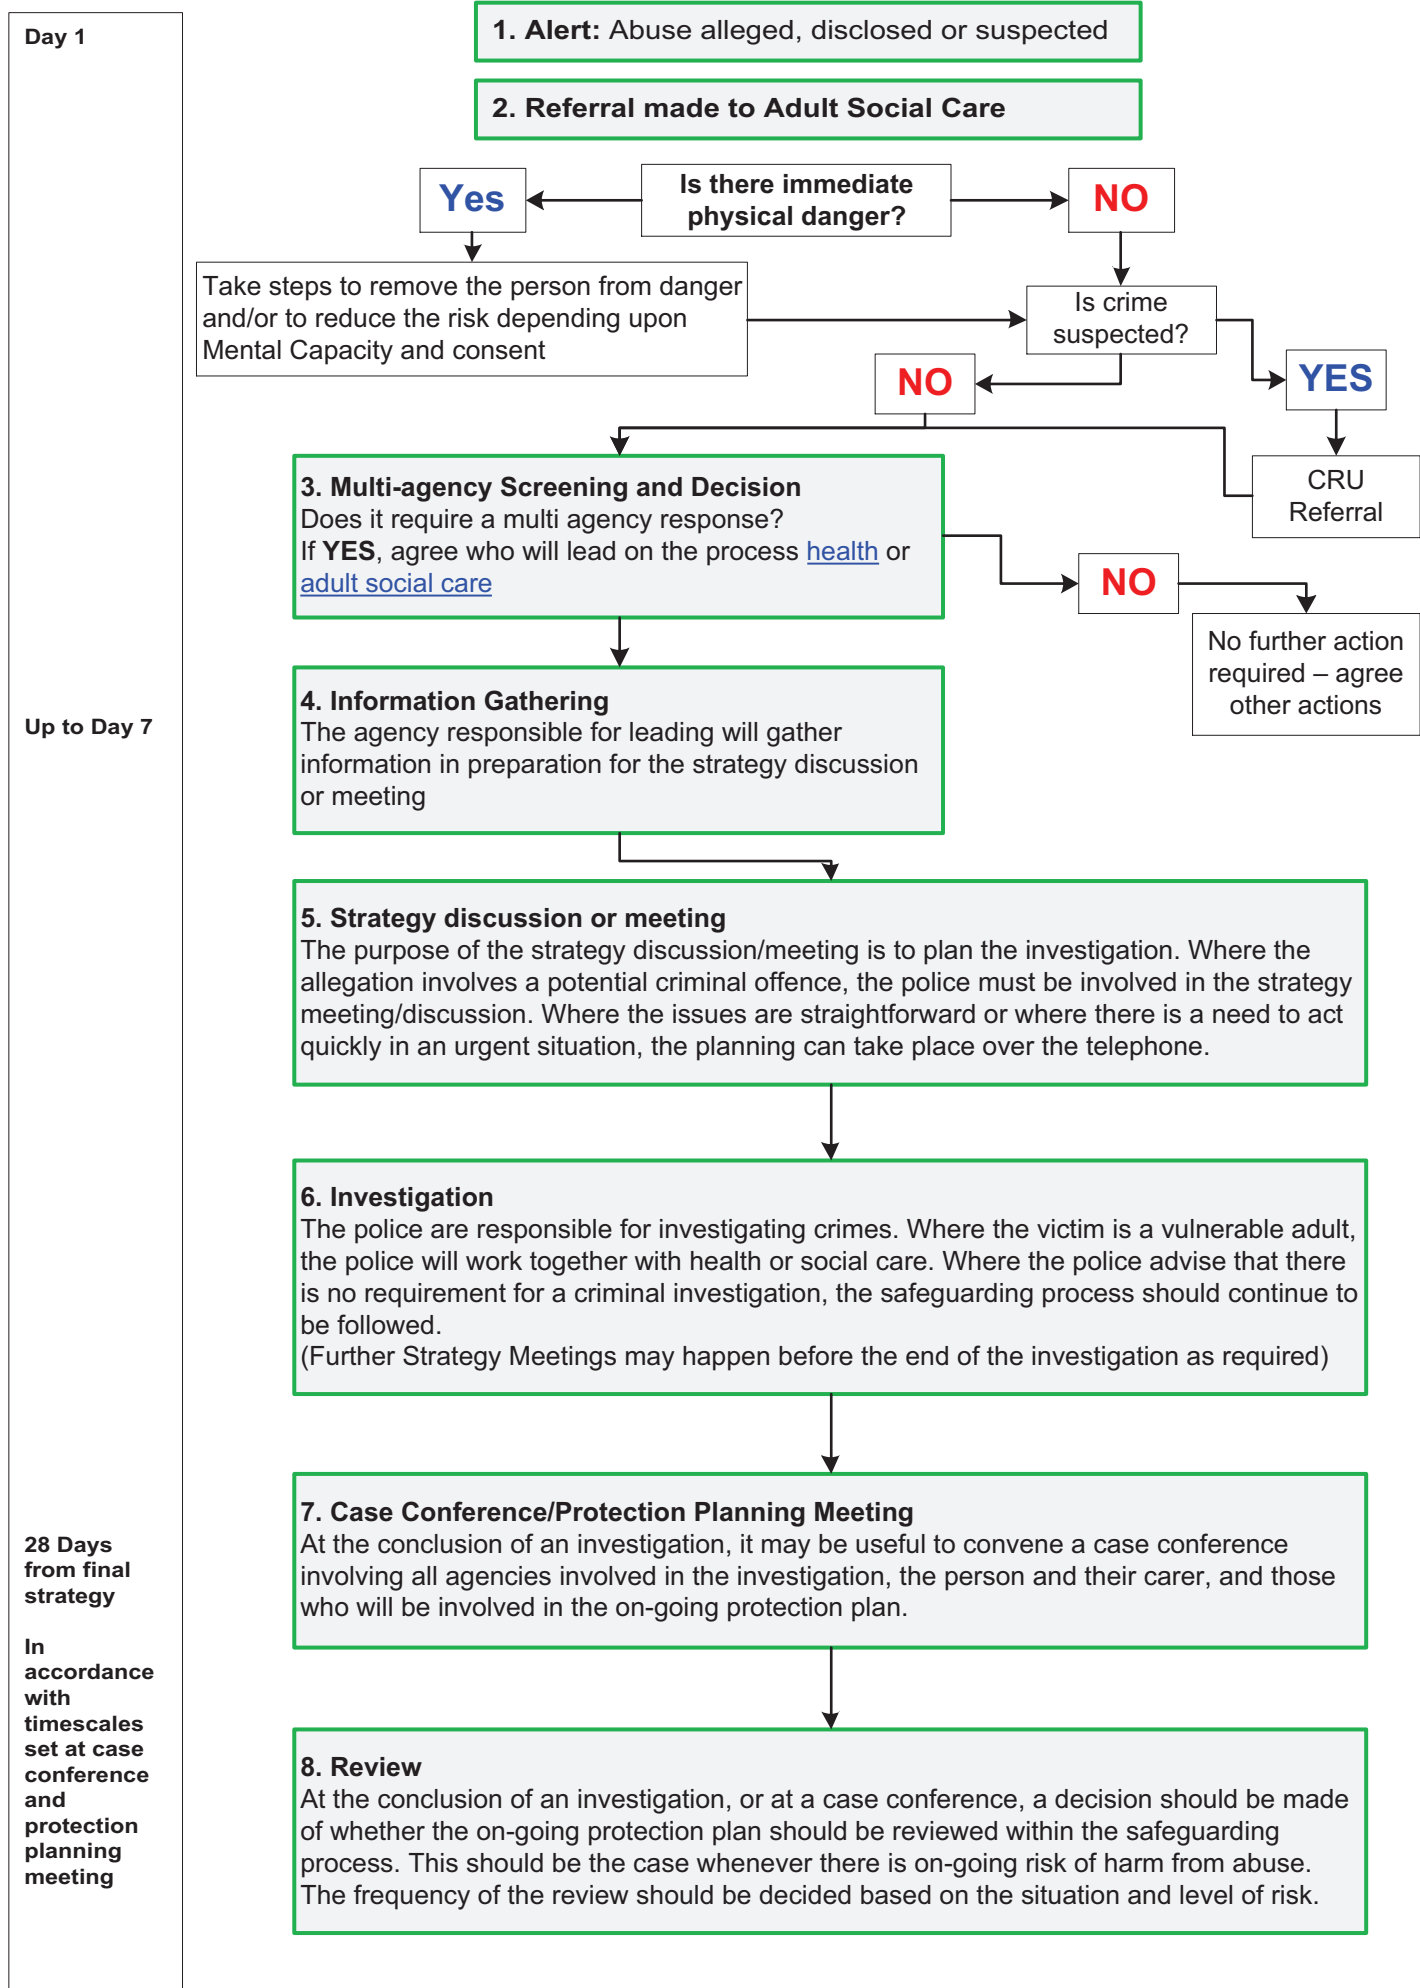 Day 1
1. Alert: Abuse alleged, disclosed or suspected
2. Referral made to Adult Social Care
Is there immediate
physical danger?
Yes
NO
Take steps to remove the person from danger
and/or to reduce the risk depending upon
Mental Capacity and consent
Is crime
suspected?
NO
YES
CRU
Referral
3. Multi-agency Screening and Decision
Does it require a multi agency response?
If YES, agree who will lead on the process health or
adult social care
NO
No further action
required – agree
other actions
Up to Day 7
4. Information Gathering
The agency responsible for leading will gather
information in preparation for the strategy discussion
or meeting
5. Strategy discussion or meeting
The purpose of the strategy discussion/meeting is to plan the investigation. Where the
allegation involves a potential criminal offence, the police must be involved in the strategy
meeting/discussion. Where the issues are straightforward or where there is a need to act
quickly in an urgent situation, the planning can take place over the telephone.
6. Investigation
The police are responsible for investigating crimes. Where the victim is a vulnerable adult,
the police will work together with health or social care. Where the police advise that there
is no requirement for a criminal investigation, the safeguarding process should continue to
be followed.
(Further Strategy Meetings may happen before the end of the investigation as required)
28 Days
from final
strategy
7. Case Conference/Protection Planning Meeting
At the conclusion of an investigation, it may be useful to convene a case conference
involving all agencies involved in the investigation, the person and their carer, and those
who will be involved in the on-going protection plan.
In
accordance
with
timescales
set at case
conference
and
protection
planning
meeting
8. Review
At the conclusion of an investigation, or at a case conference, a decision should be made
of whether the on-going protection plan should be reviewed within the safeguarding
process. This should be the case whenever there is on-going risk of harm from abuse.
The frequency of the review should be decided based on the situation and level of risk.